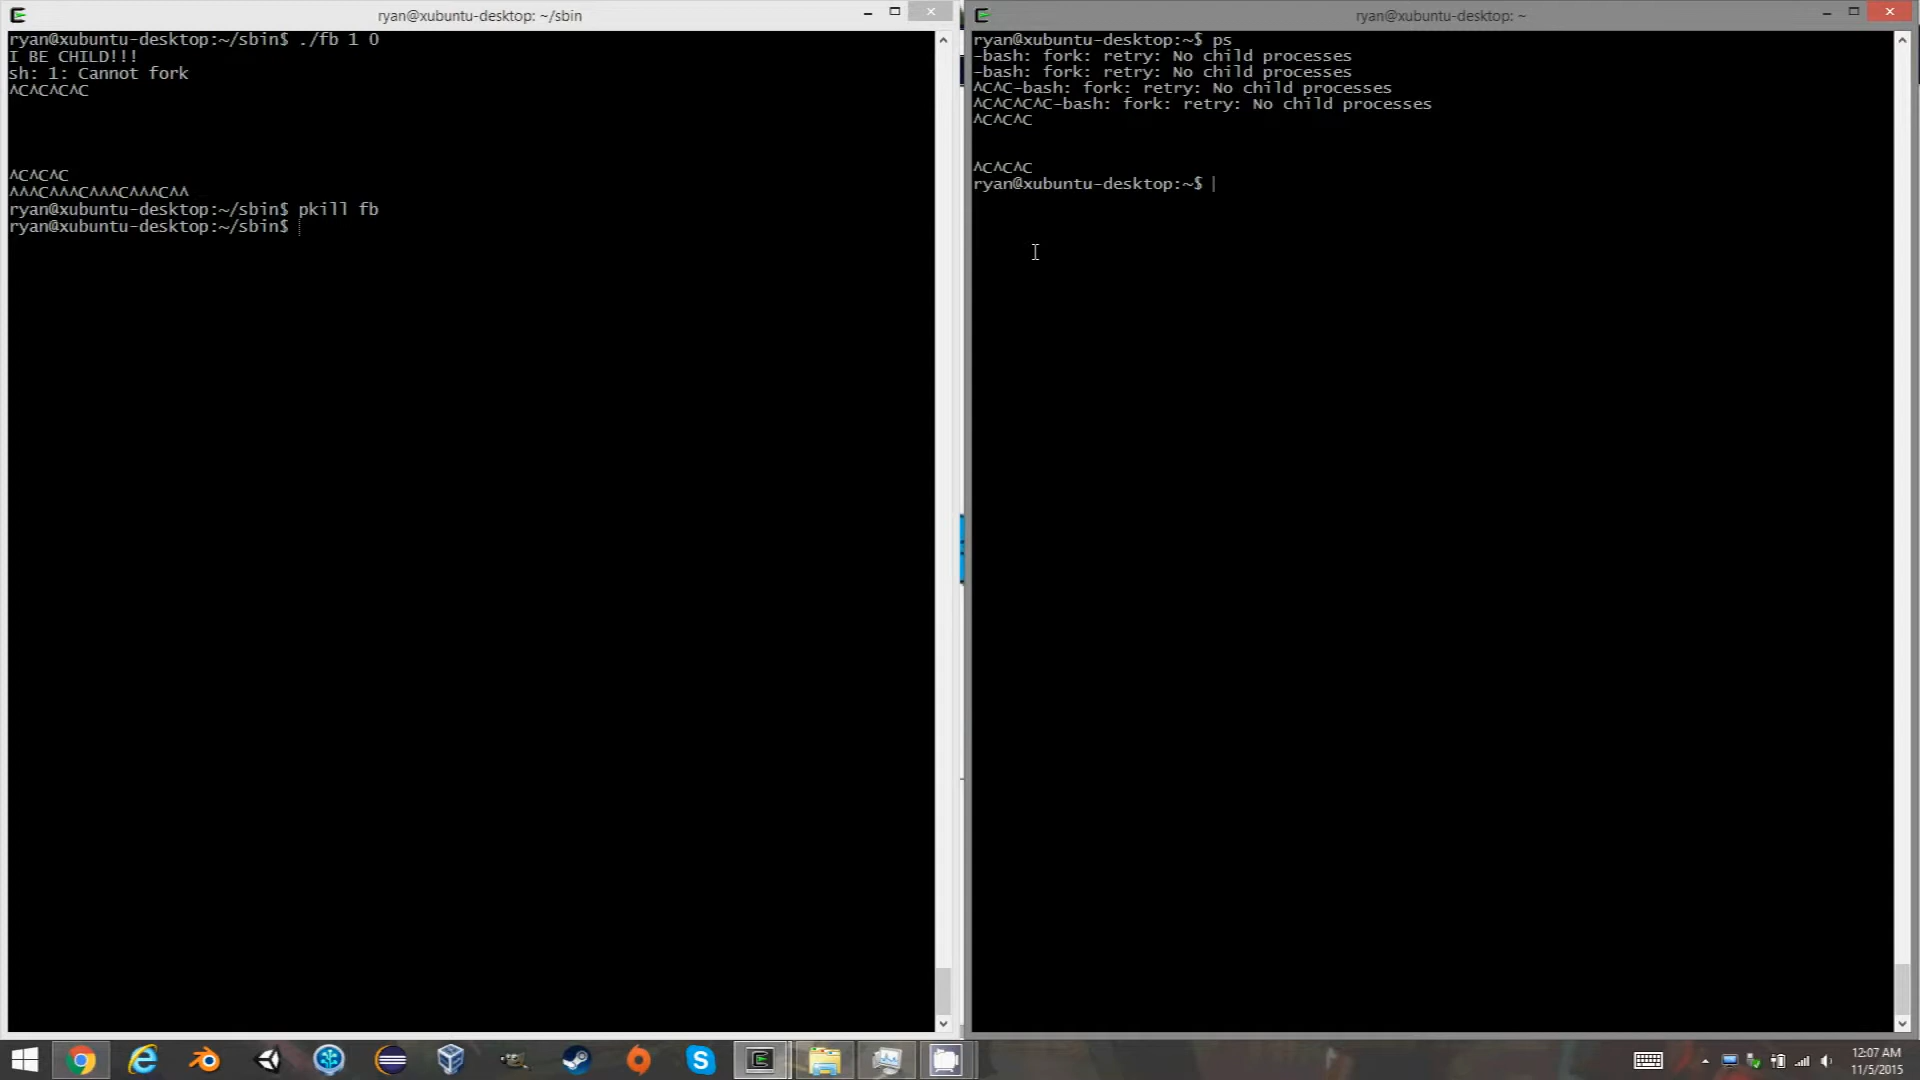 ryan@xubuntu-desktop: ~/sbin
ryan@xubuntu-desktop:~/sbin$ ./fb 1 0
I BE CHILD!!!
sh: 1: Cannot fork
^C^C^C^C
^C^C^C
^^^C^^^C^^^C^^^C^^
ryan@xubuntu-desktop:~/sbin$ pkill fb
ryan@xubuntu-desktop:~/sbin$
ryan@xubuntu-desktop: ~
ryan@xubuntu-desktop:~$ ps
-bash: fork: retry: No child processes
-bash: fork: retry: No child processes
^C^C-bash: fork: retry: No child processes
^C^C^C^C-bash: fork: retry: No child processes
^C^C^C
^C^C^C
ryan@xubuntu-desktop:~$
12:07 AM
11/5/2015